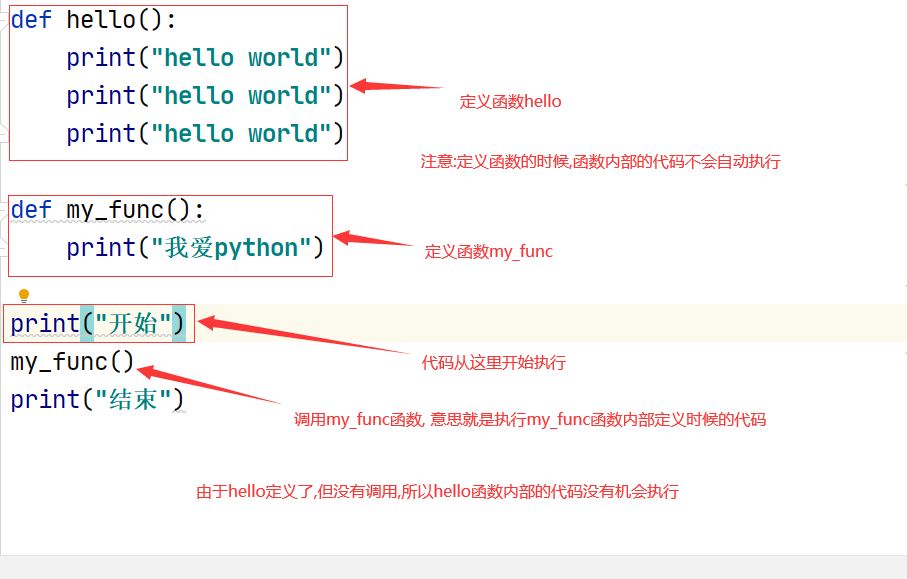 def hello():
    print("hello world")
    print("hello world")
    print("hello world")
定义函数hello
注意:定义函数的时候,函数内部的代码不会自动执行
def my_func():
    print("我爱python")
定义函数my_func
print("开始")
代码从这里开始执行
my_func()
print("结束")
调用my_func函数, 意思就是执行my_func函数内部定义时候的代码
由于hello定义了,但没有调用,所以hello函数内部的代码没有机会执行